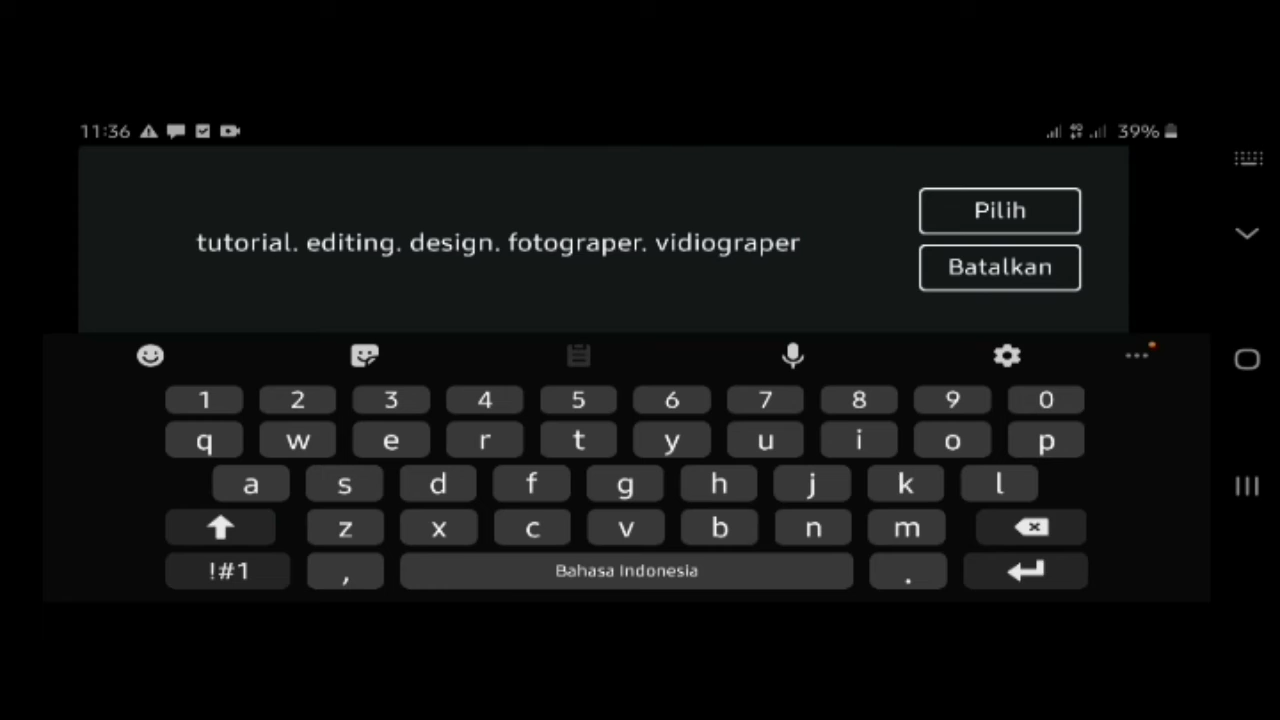 11:36 39%
Pilih
tutorial. editing. design. fotograper. vidiograper
Batalkan
1 2 3 4 5 6 7 8 9 0
q w e r t y u i o p
a s d f g h j k l
z x c v b n m
!#1 , Bahasa Indonesia .